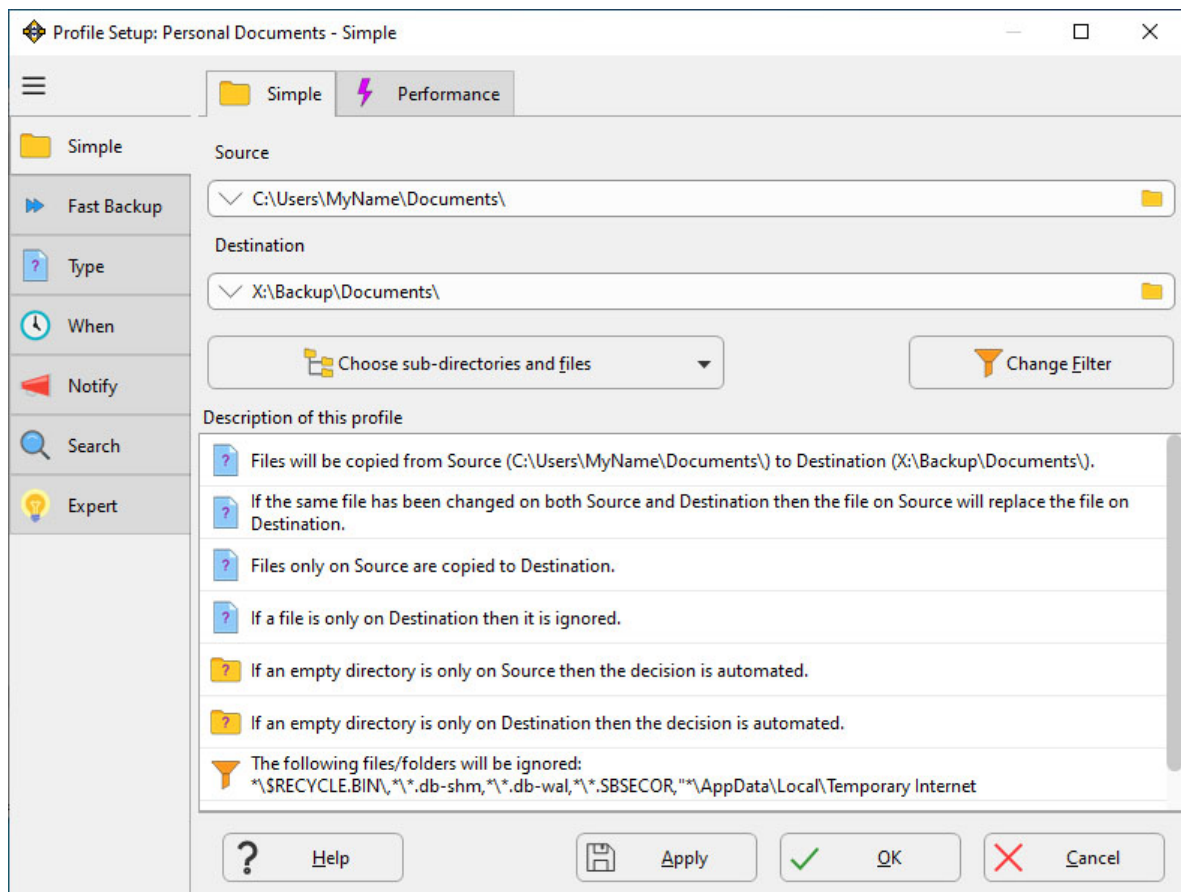 Profile Setup: Personal Documents - Simple
Simple
Performance
Simple
Source
Fast Backup
C:\Users\MyName\Documents\
Destination
Type
X:\Backup\Documents\
When
Choose sub-directories and files
Change Filter
Notify
Description of this profile
Search
Files will be copied from Source (C:\Users\MyName\Documents\) to Destination (X:\Backup\Documents\).
Expert
If the same file has been changed on both Source and Destination then the file on Source will replace the file on
Destination.
Files only on Source are copied to Destination.
If a file is only on Destination then it is ignored.
If an empty directory is only on Source then the decision is automated.
If an empty directory is only on Destination then the decision is automated.
The following files/folders will be ignored:
*\$RECYCLE.BIN\,*\*.db-shm,*\*.db-wal,*\*.SBSECOR,"*\AppData\Local\Temporary Internet
Help
Apply
OK
Cancel